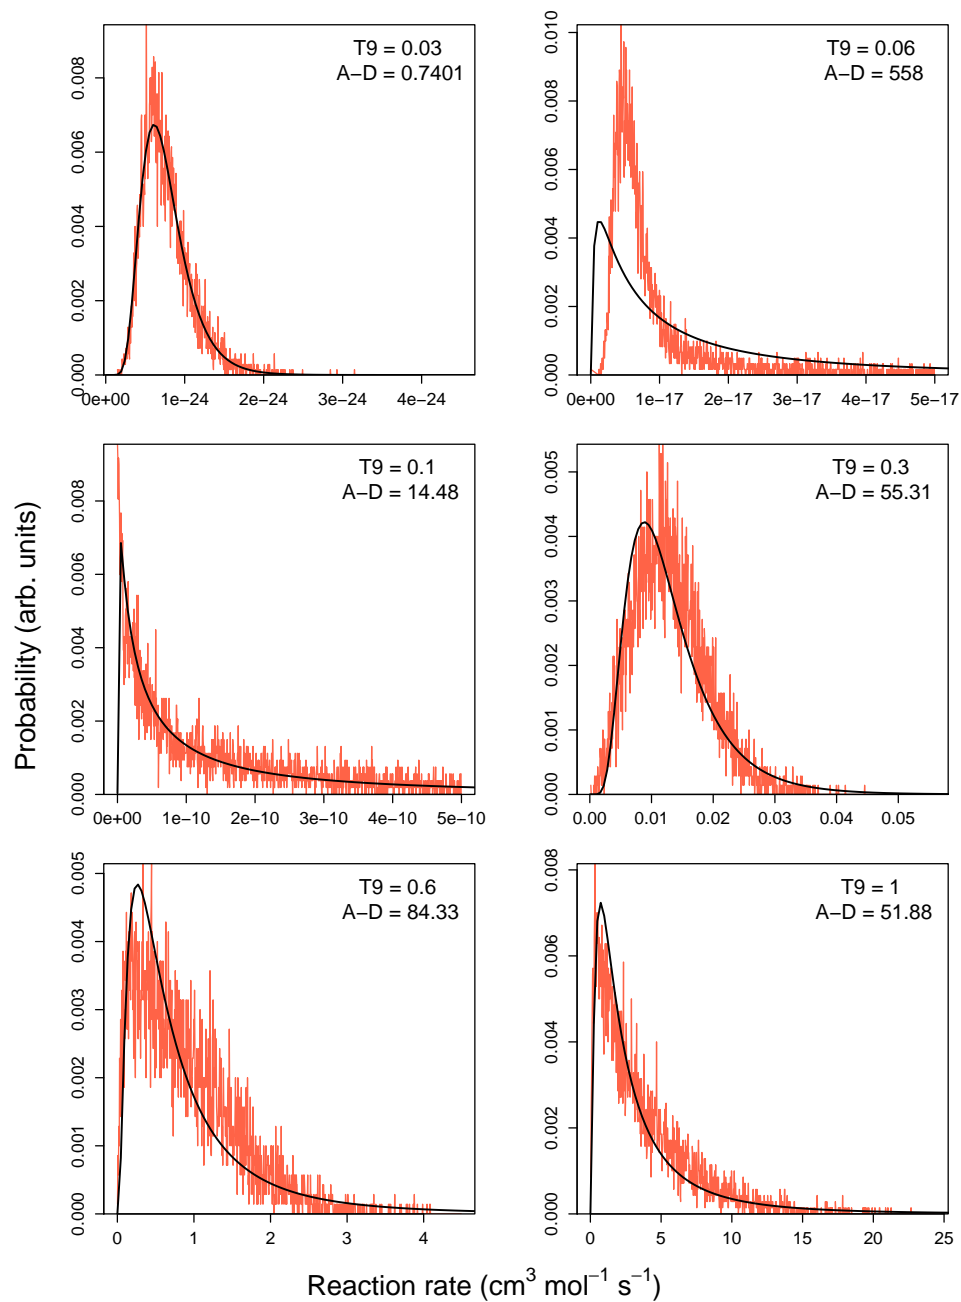 T9 = 0.03
A−D = 0.7401
0.000
0.002
0.004
0.006
0.008
0e+00 1e−24 2e−24 3e−24 4e−24
T9 = 0.06
A−D = 558
0.000
0.002
0.004
0.006
0.008
0.010
0e+00 1e−17 2e−17 3e−17 4e−17 5e−17
Probability (arb. units)
T9 = 0.1
A−D = 14.48
0.000
0.002
0.004
0.006
0.008
0e+00 1e−10 2e−10 3e−10 4e−10 5e−10
T9 = 0.3
A−D = 55.31
0.000
0.001
0.002
0.003
0.004
0.005
0.00 0.01 0.02 0.03 0.04 0.05
T9 = 0.6
A−D = 84.33
0.000
0.001
0.002
0.003
0.004
0.005
0 1 2 3 4
T9 = 1
A−D = 51.88
0.000
0.002
0.004
0.006
0.008
0 5 10 15 20 25
Reaction rate (cm³ mol⁻¹ s⁻¹)